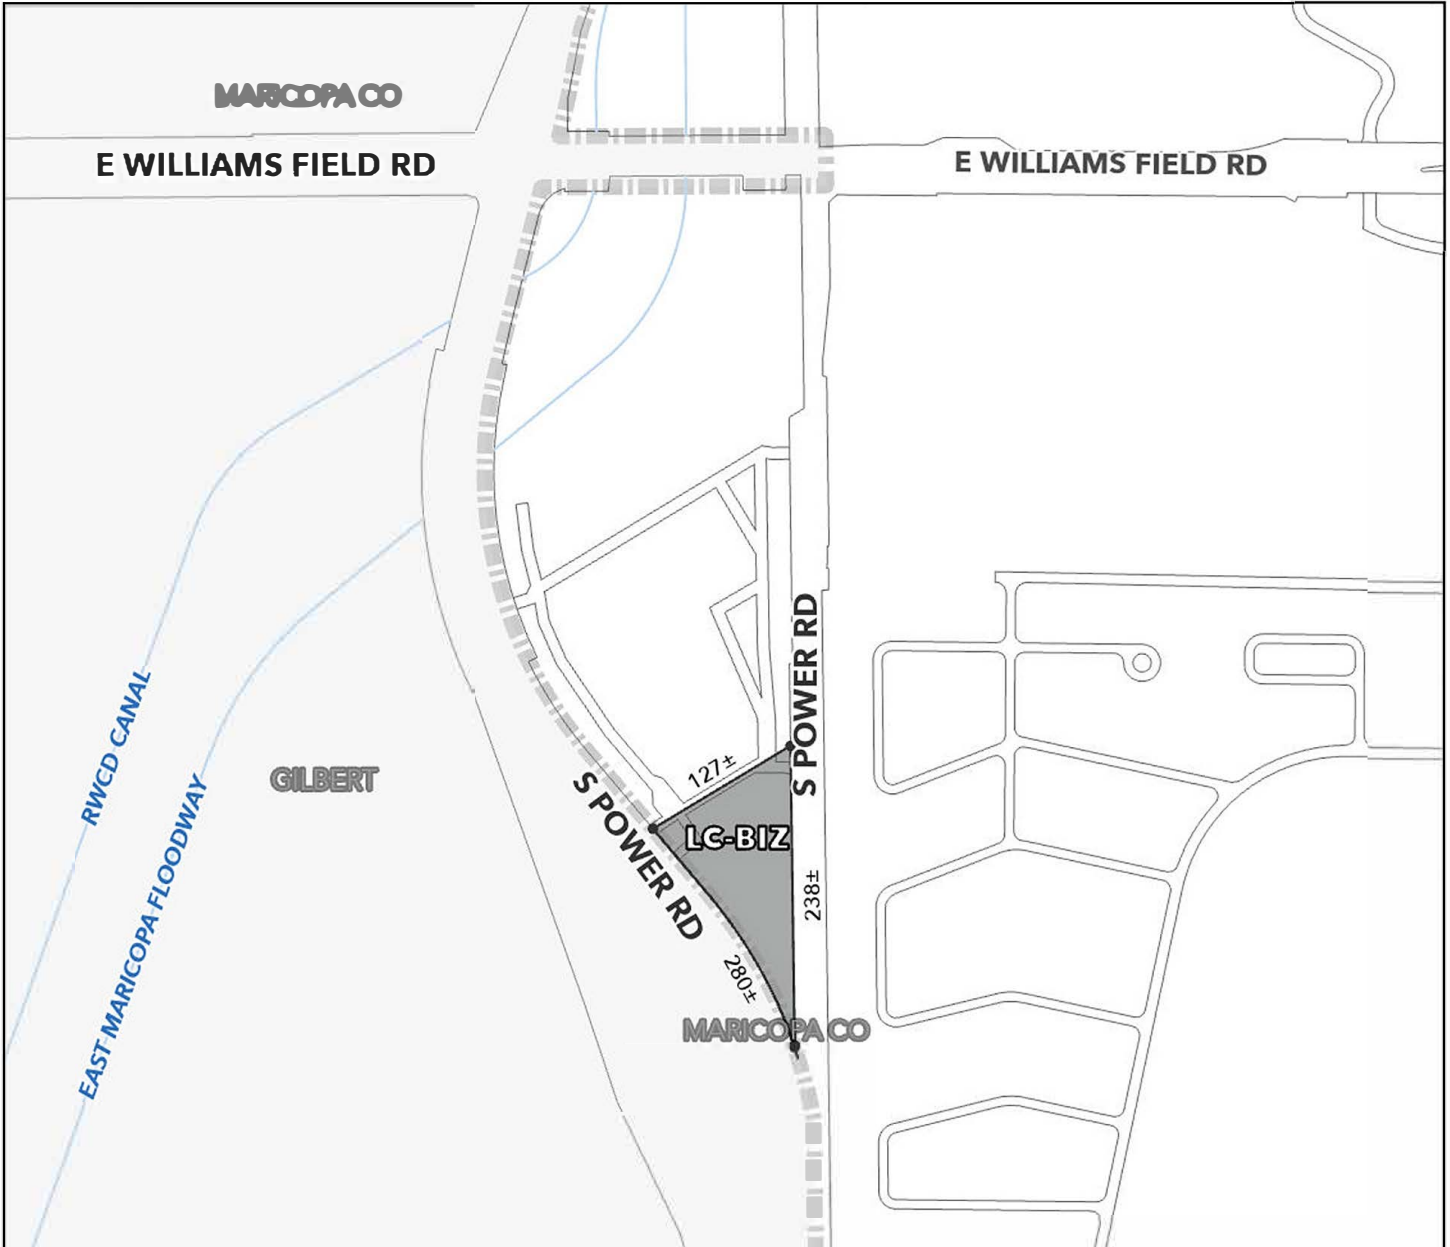 MARICOPA CO
E WILLIAMS FIELD RD
E WILLIAMS FIELD RD
S POWER RD
RWCD CANAL
GILBERT
127±
S POWER RD
LC-BIZ
EAST MARICOPA FLOODWAY
238±
280±
MARICOPA CO